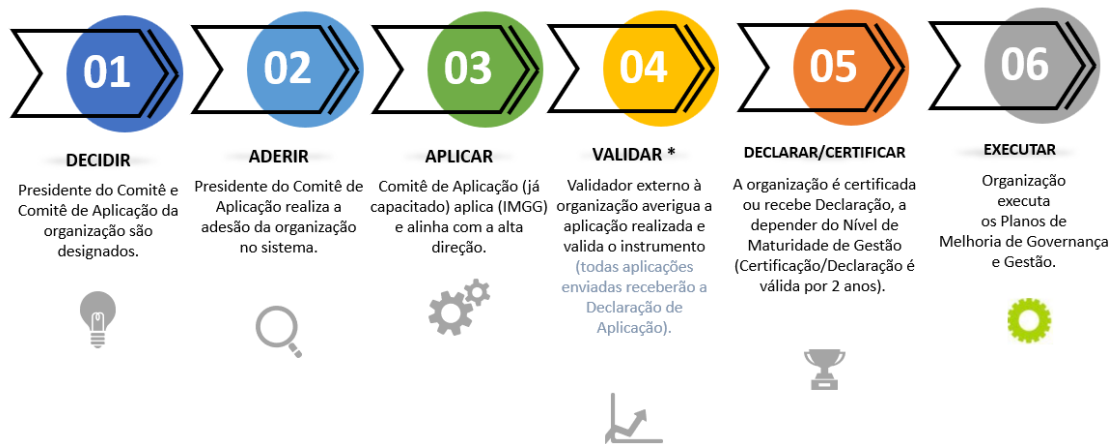 01
DECIDIR
Presidente do Comitê e
Comitê de Aplicação da
organização são
designados.
02
ADERIR
Presidente do Comitê de
Aplicação realiza a
adesão da organização
no sistema.
03
APLICAR
Comitê de Aplicação (já
capacitado) aplica (IMGG)
e alinha com a alta
direção.
04
VALIDAR *
Validador externo à
organização averigua a
aplicação realizada e
valida o instrumento
(todas aplicações
enviadas receberão a
Declaração de
Aplicação).
05
DECLARAR/CERTIFICAR
A organização é certificada
ou recebe Declaração, a
depender do Nível de
Maturidade de Gestão
(Certificação/Declaração é
válida por 2 anos).
06
EXECUTAR
Organização
executa
os Planos de
Melhoria de Governança
e Gestão.